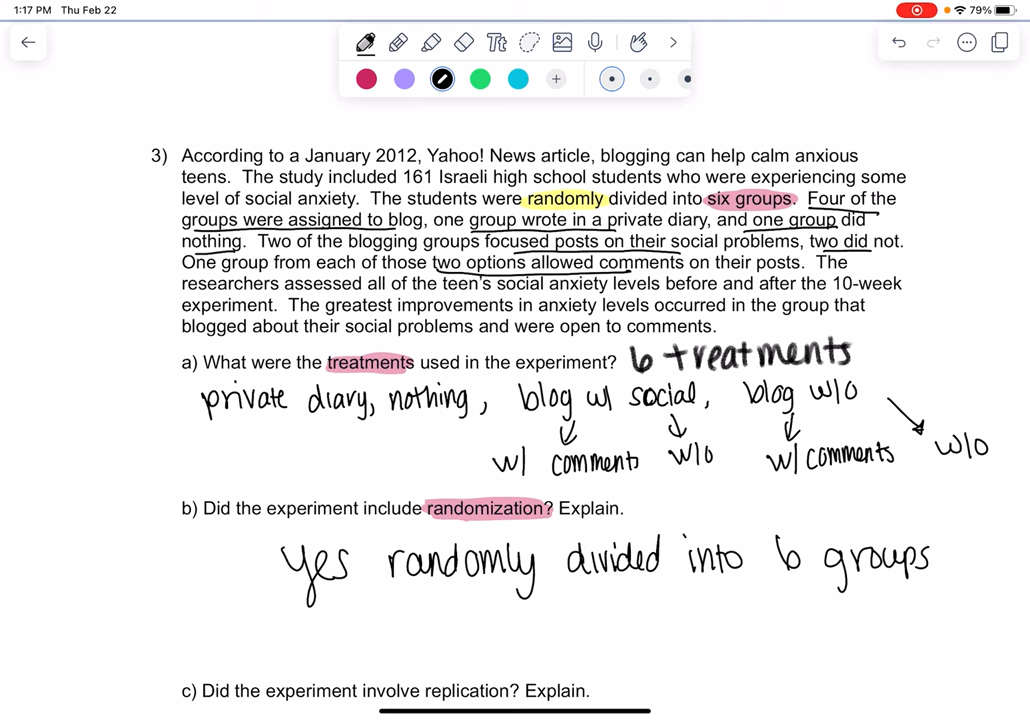 1:17 PM Thu Feb 22
79%
Tt
3) According to a January 2012, Yahoo! News article, blogging can help calm anxious
teens. The study included 161 Israeli high school students who were experiencing some
level of social anxiety. The students were randomly divided into six groups. Four of the
groups were assigned to blog, one group wrote in a private diary, and one group did
nothing. Two of the blogging groups focused posts on their social problems, two did not.
One group from each of those two options allowed comments on their posts. The
researchers assessed all of the teen's social anxiety levels before and after the 10-week
experiment. The greatest improvements in anxiety levels occurred in the group that
blogged about their social problems and were open to comments.
a) What were the treatments used in the experiment? 6 treatments
private diary, nothing, blog w/ social, blog w/o
w/ comments w/o w/ comments w/o
b) Did the experiment include randomization? Explain.
yes randomly divided into 6 groups
c) Did the experiment involve replication? Explain.